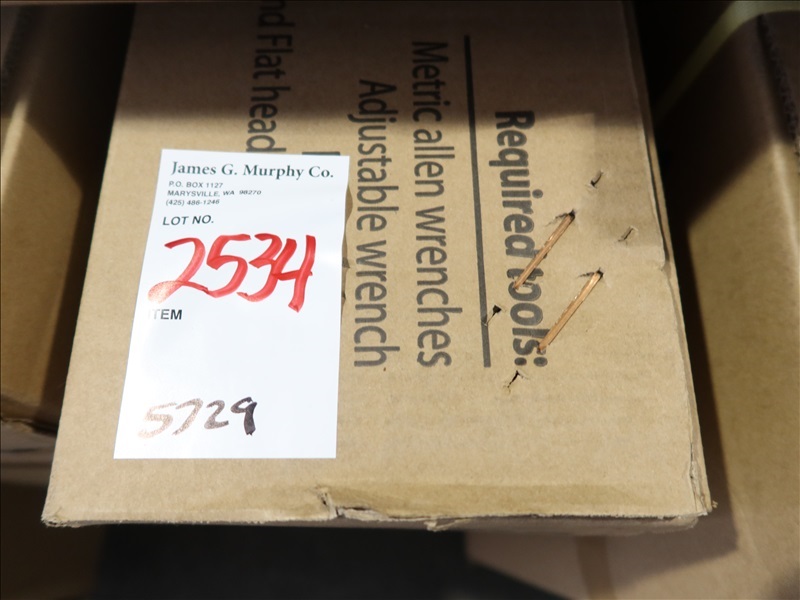 James G. Murphy Co.
P.O. BOX 1127
MARYSVILLE, WA 98270
(425) 486-1246
LOT NO.
2534
ITEM
5729
Required tools:
Metric allen wrenches
Adjustable wrench
Flat head